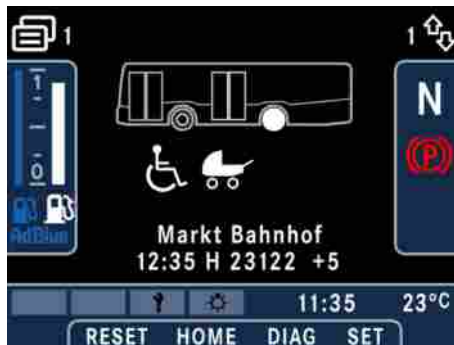 1
1
1
0
N
(P)
AdBlue
Markt Bahnhof
12:35 H 23122 +5
11:35 23°C
RESET HOME DIAG SET